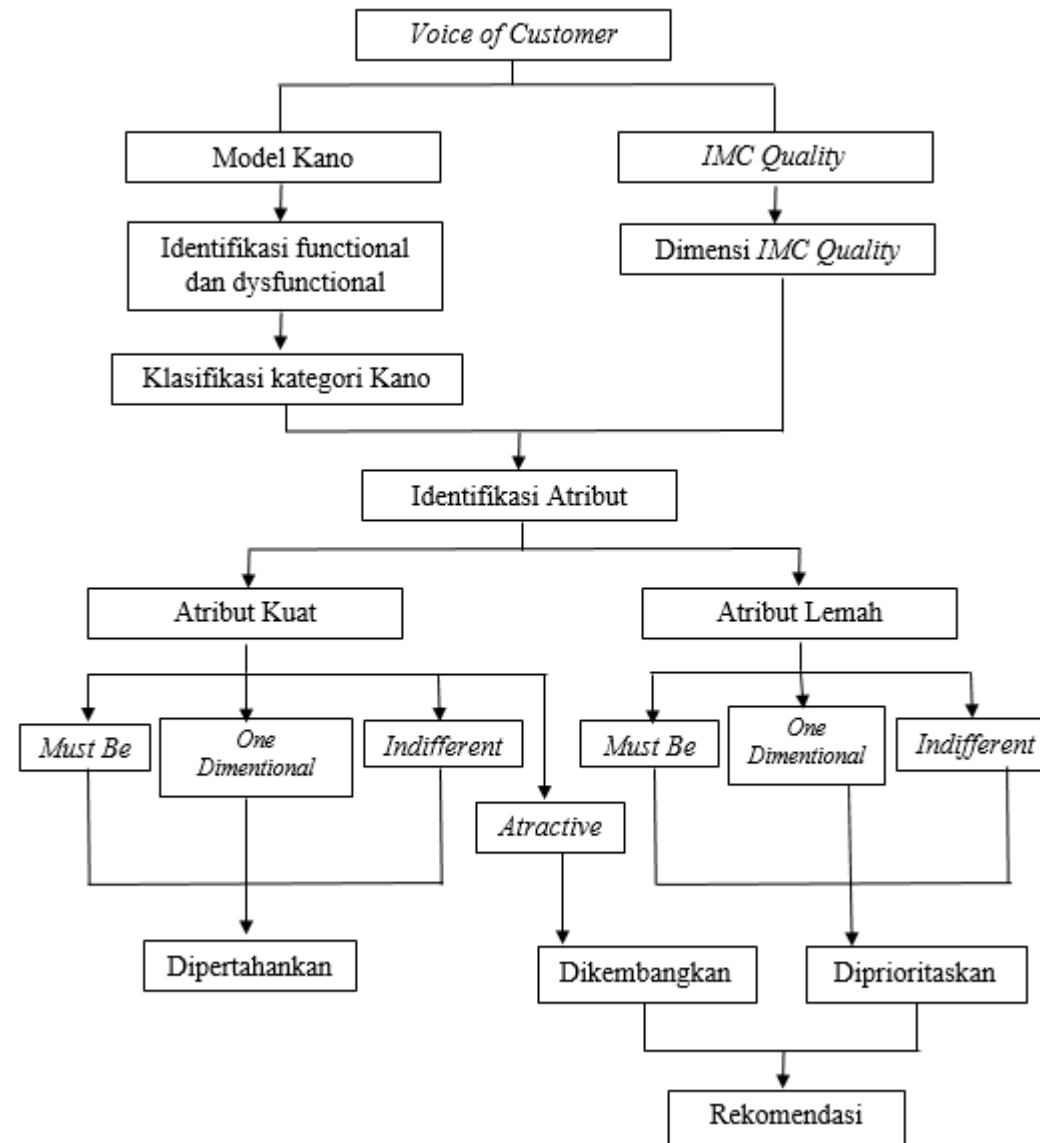 Voice of Customer
Model Kano
IMC Quality
Identifikasi functional
dan dysfunctional
Dimensi IMC Quality
Klasifikasi kategori Kano
Identifikasi Atribut
Atribut Kuat
Atribut Lemah
Must Be
One
Dimentional
Indifferent
Atractive
Must Be
One
Dimentional
Indifferent
Dipertahankan
Dikembangkan
Diprioritaskan
Rekomendasi